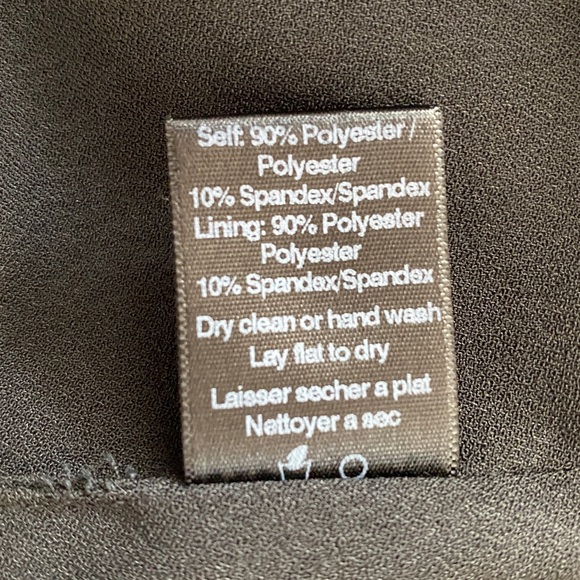 Self: 90% Polyester /
Polyester
10% Spandex/Spandex
Lining: 90% Polyester
Polyester
10% Spandex/Spandex
Dry clean or hand wash
Lay flat to dry
Laisser secher a plat
Nettoyer a sec